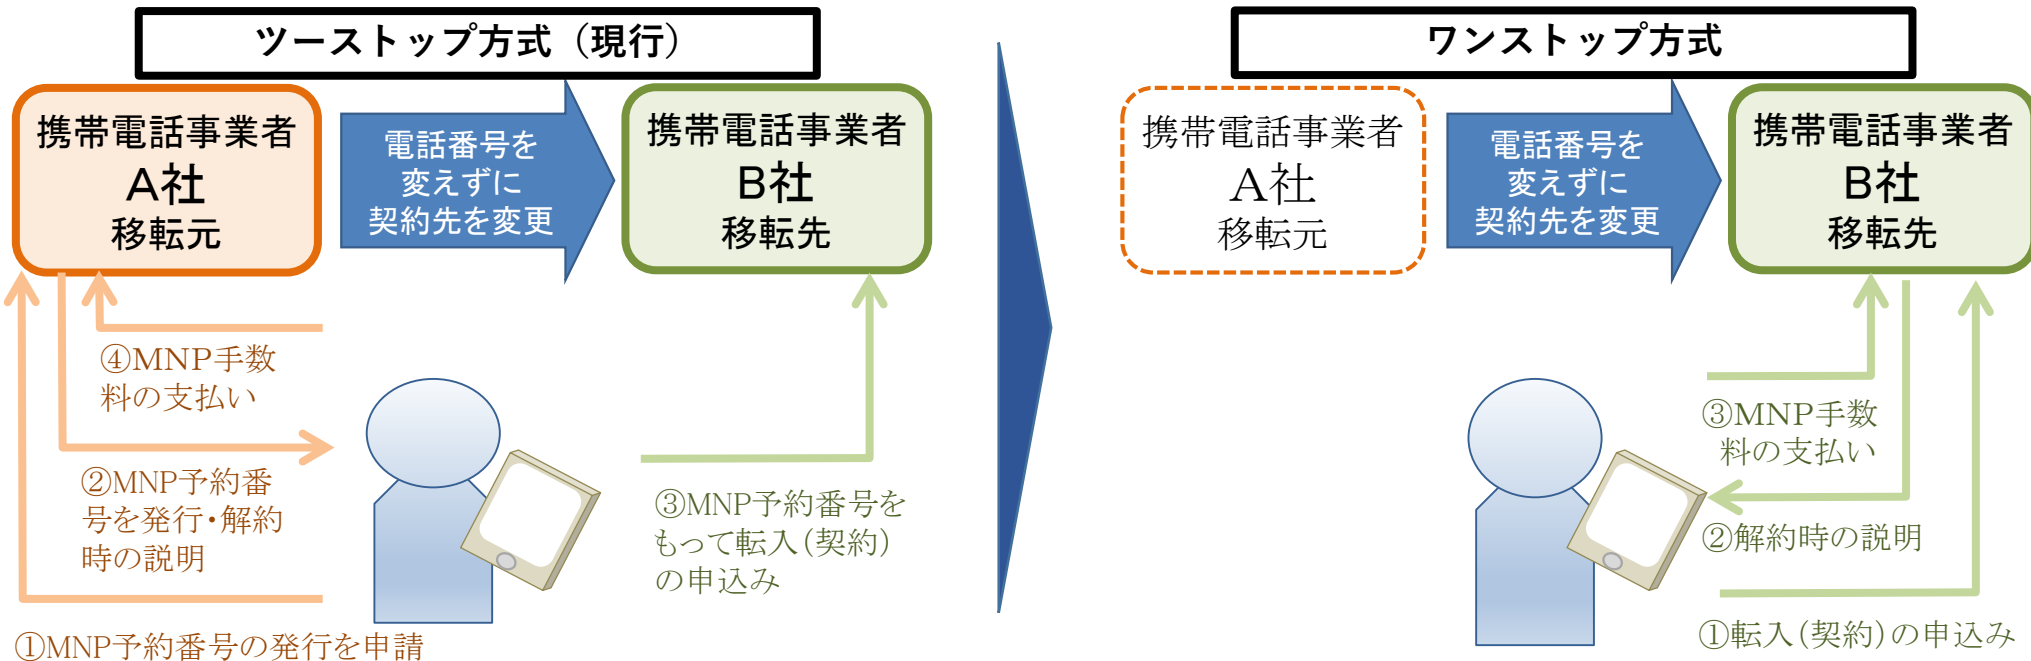 ツーストップ方式（現行）
携帯電話事業者
A社
移転元
電話番号を
変えずに
契約先を変更
携帯電話事業者
B社
移転先
④MNP手数
料の支払い
②MNP予約番
号を発行・解約
時の説明
①MNP予約番号の発行を申請
③MNP予約番号を
もって転入(契約)
の申込み
ワンストップ方式
携帯電話事業者
A社
移転元
電話番号を
変えずに
契約先を変更
携帯電話事業者
B社
移転先
③MNP手数
料の支払い
②解約時の説明
①転入(契約)の申込み